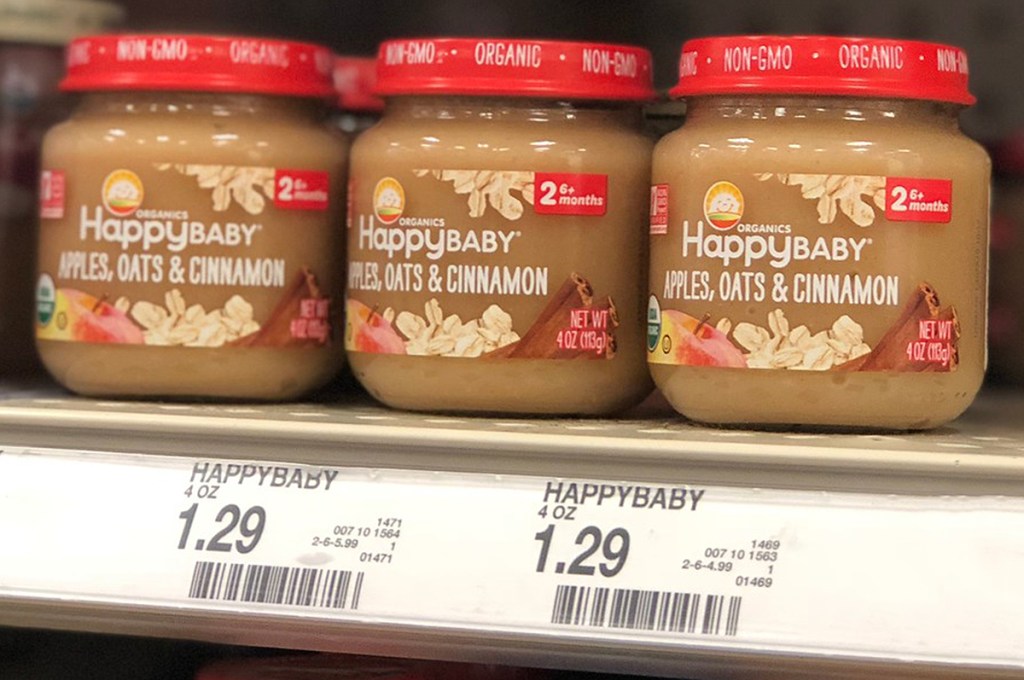 NON-GMO · ORGANIC ·
NON-GMO · ORGANIC · NON-GMO
· NON-GMO · ORGANIC ·
2 6+ months
ORGANICS
HappyBABY®
APPLES, OATS & CINNAMON
NET WT
4 OZ
2 6+ months
ORGANICS
HappyBABY®
APPLES, OATS & CINNAMON
NET WT
4 OZ (113g)
2 6+ months
ORGANICS
HappyBABY®
APPLES, OATS & CINNAMON
USDA
ORGANIC
NET WT
4 OZ (113g)
HAPPYBABY
4 OZ
1.29
1471
007 10 1564
2-6-5.99 1
01471
HAPPYBABY
4 OZ
1.29
1469
007 10 1563
2-6-4.99 1
01469